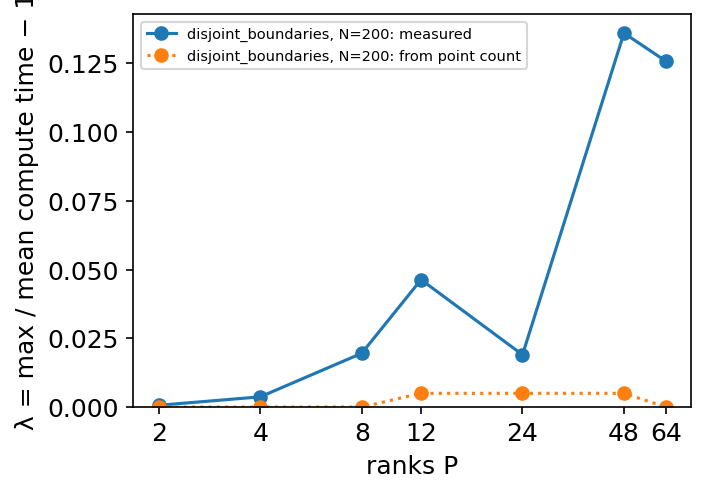 disjoint_boundaries, N=200: measured
disjoint_boundaries, N=200: from point count
λ = max / mean compute time − 1
0.125
0.100
0.075
0.050
0.025
0.000
2 4 8 12 24 48 64
ranks P